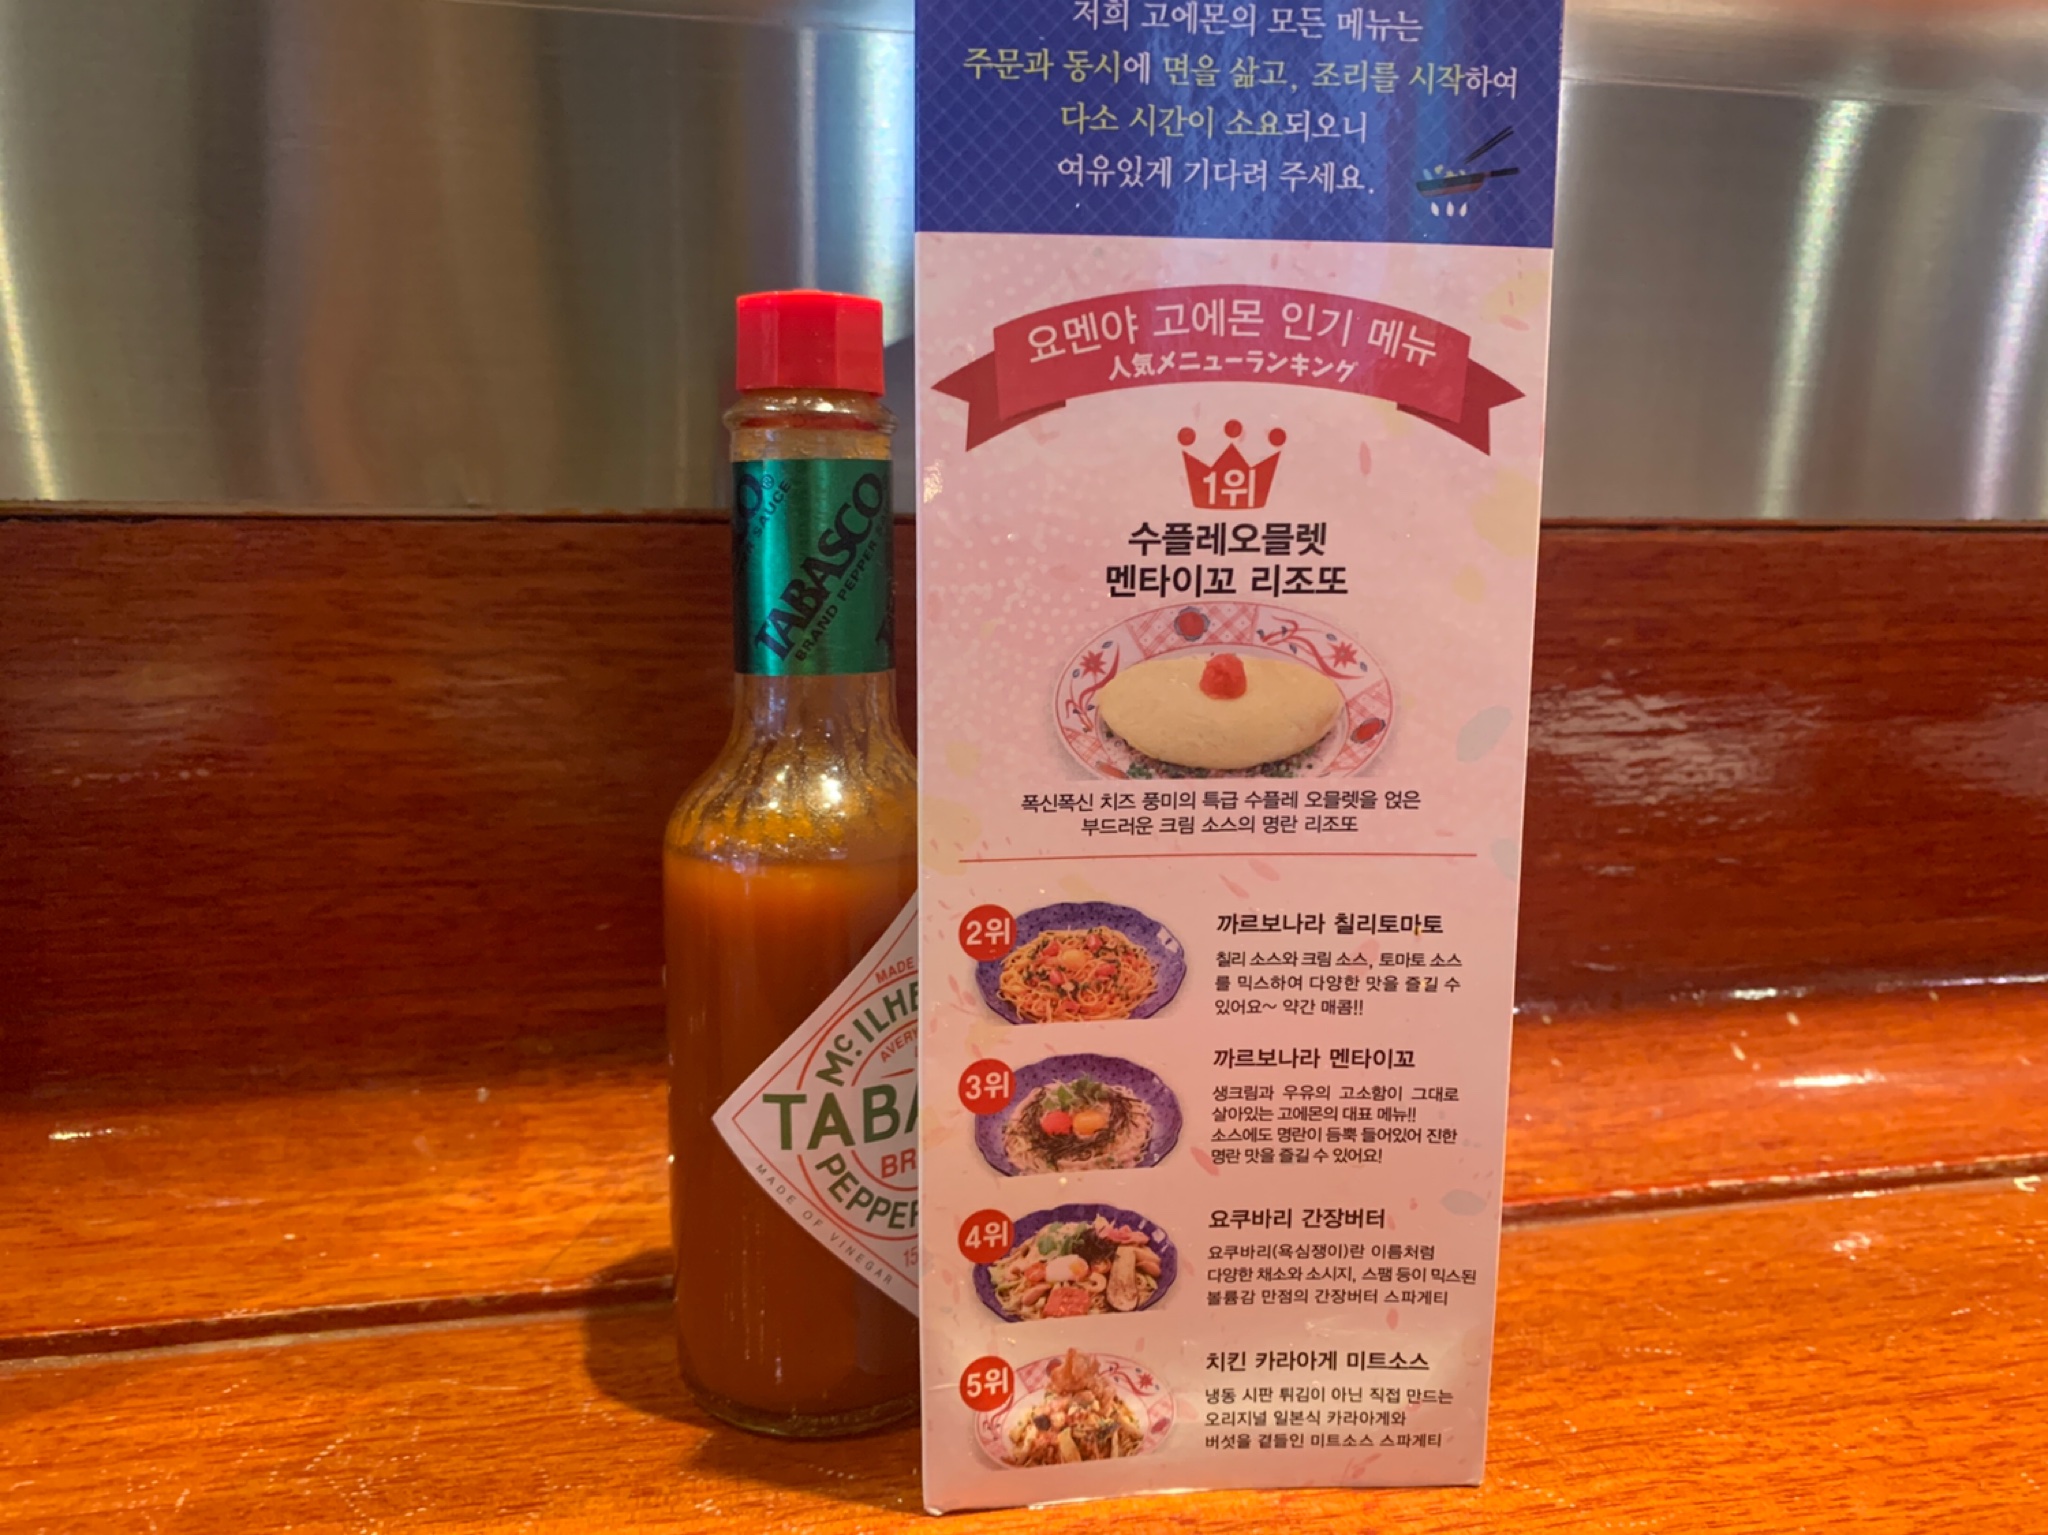 저희 고에몬의 모든 메뉴는
주문과 동시에 면을 삶고, 조리를 시작하여
다소 시간이 소요되오니
여유있게 기다려 주세요.
요멘야 고에몬 인기 메뉴
人気メニューランキング
1위
수플레오믈렛
멘타이꼬 리조또
폭신폭신 치즈 풍미의 특급 수플레 오믈렛을 얹은
부드러운 크림 소스의 명란 리조또
2위
까르보나라 칠리토마토
칠리 소스와 크림 소스, 토마토 소스
를 믹스하여 다양한 맛을 즐길 수
있어요~ 약간 매콤!!
3위
까르보나라 멘타이꼬
생크림과 우유의 고소함이 그대로
살아있는 고에몬의 대표 메뉴!!
소스에도 명란이 듬뿍 들어있어 진한
명란 맛을 즐길 수 있어요!
4위
요쿠바리 간장버터
요쿠바리(욕심쟁이)란 이름처럼
다양한 채소와 소시지, 스팸 등이 믹스된
볼륨감 만점의 간장버터 스파게티
5위
치킨 카라아게 미트소스
냉동 시판 튀김이 아닌 직접 만드는
오리지널 일본식 카라아게와
버섯을 곁들인 미트소스 스파게티
TABASCO
BRAND PEPPER
SAUCE
MADE
TABA
BR
MADE OF VINEGAR